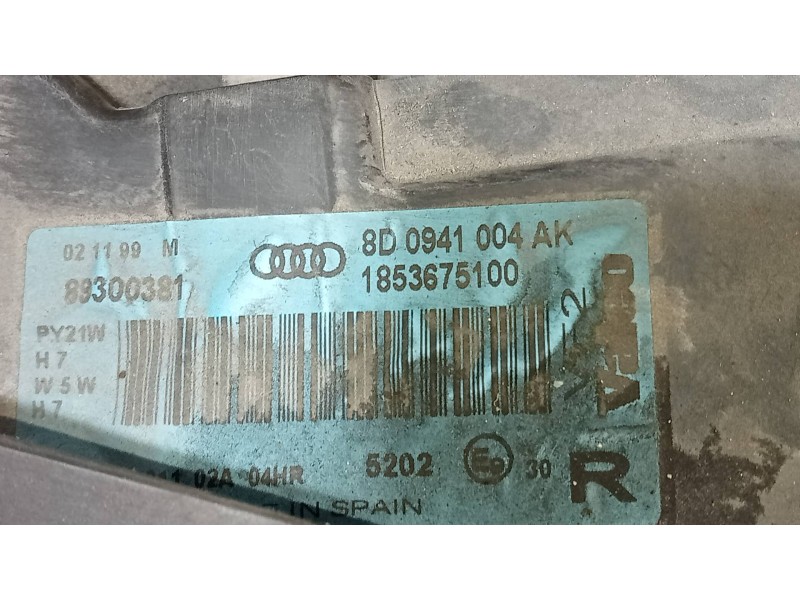 02 11 99 M
8D 0941 004 AK
89300381
1853675100
PY21W
H 7
W 5 W
H 7
02A 04HR
5202
E9
30
R
IN SPAIN